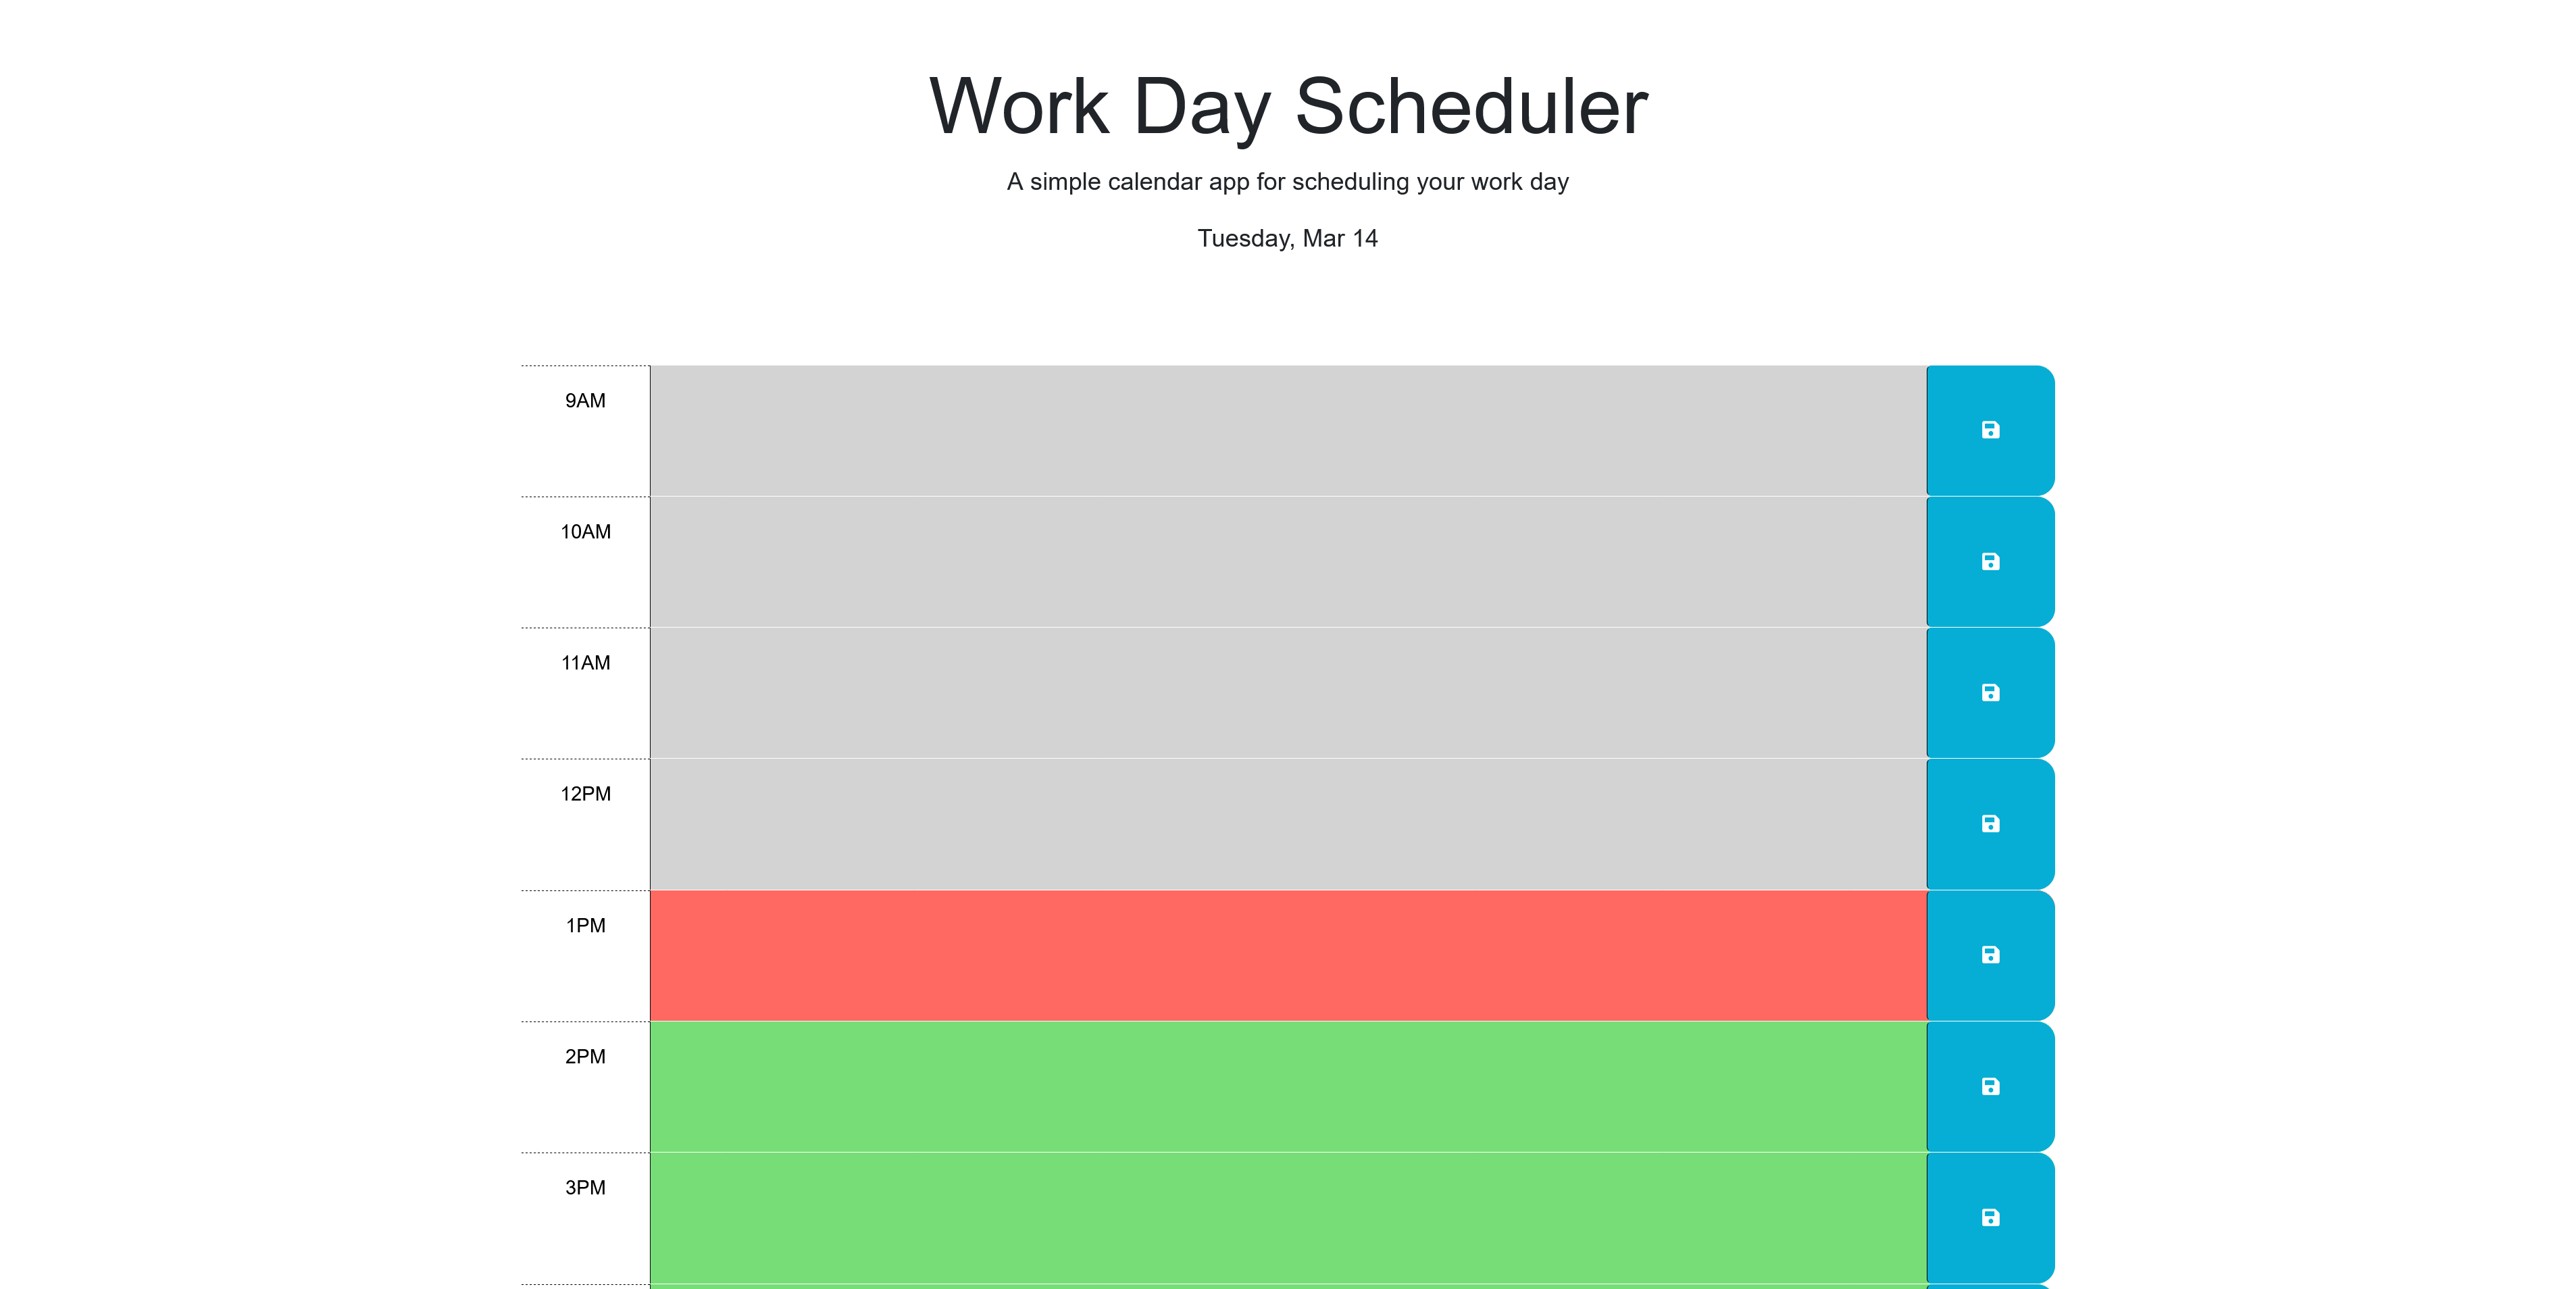 Work Day Scheduler
A simple calendar app for scheduling your work day
Tuesday, Mar 14
9AM
10AM
11AM
12PM
1PM
2PM
3PM